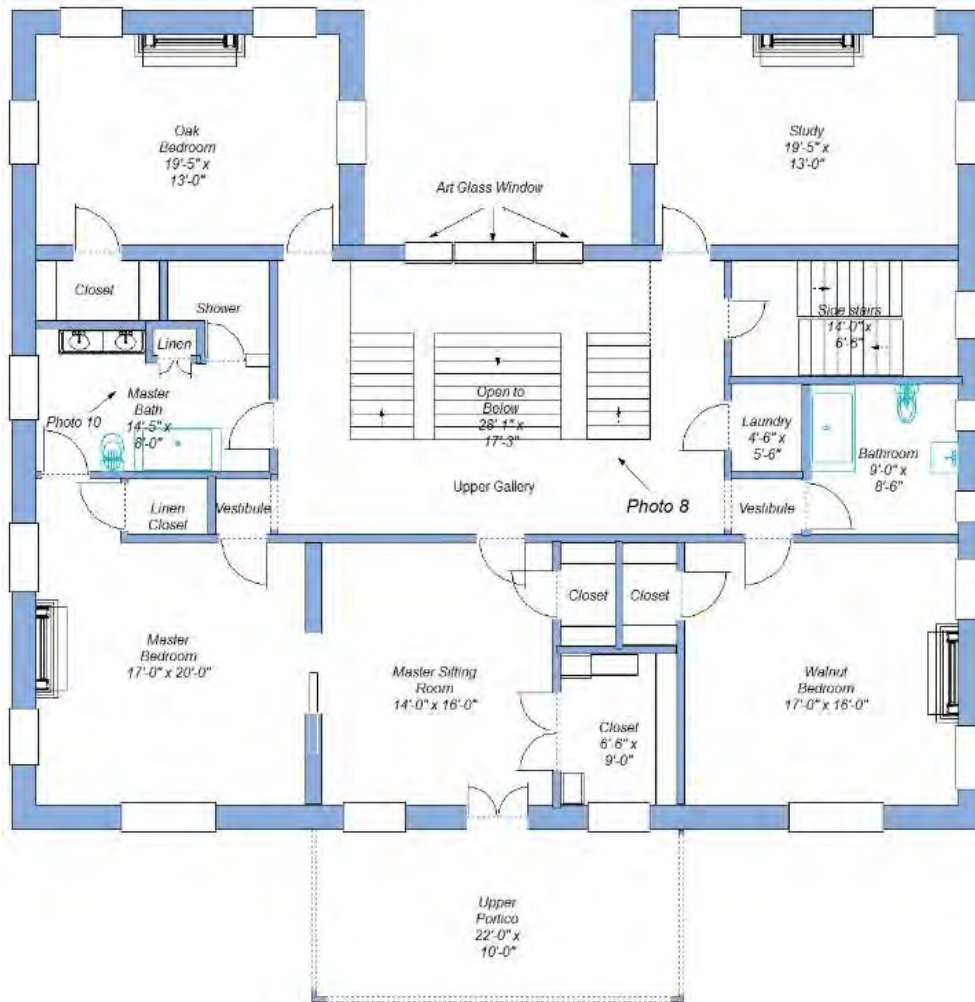 Oak
Bedroom
19'-5" x
13'-0"
Study
19'-5" x
13'-0"
Art Glass Window
Closet
Shower
Side stairs
14'-0" x
6'-6"
Linen
Master
Bath
14'-5" x
8'-0"
Photo 10
Open to
Below
28'-1" x
17'-3"
Laundry
4'-6" x
5'-6"
Bathroom
9'-0" x
8'-6"
Upper Gallery
Photo 8
Linen
Closet
Vestibule
Vestibule
Closet
Closet
Master
Bedroom
17'-0" x 20'-0"
Master Sitting
Room
14'-0" x 16'-0"
Walnut
Bedroom
17'-0" x 16'-0"
Closet
6'-6" x
9'-0"
Upper
Portico
22'-0" x
10'-0"